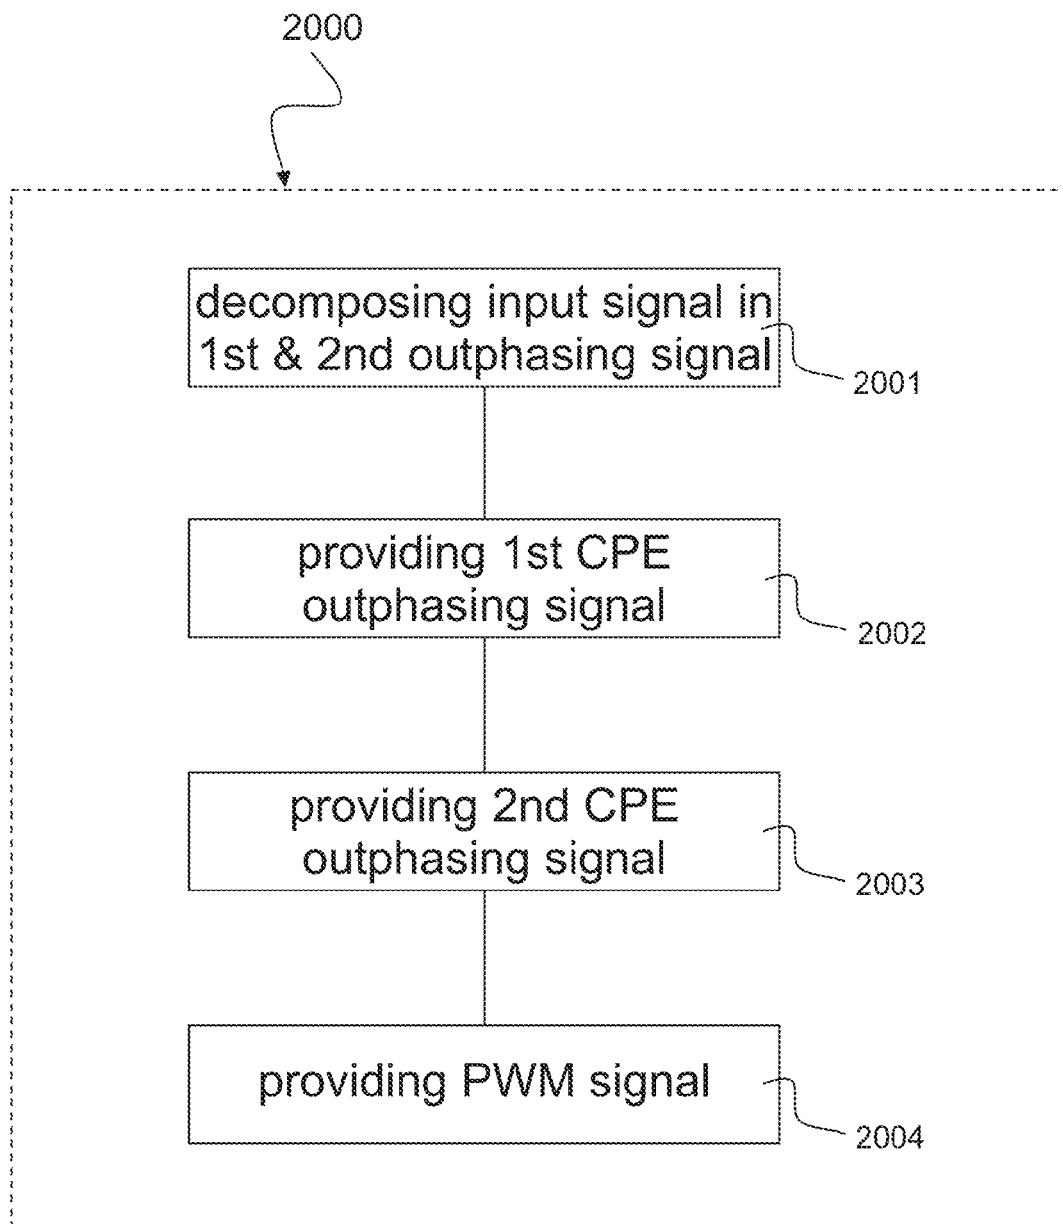 2000
decomposing input signal in
1st & 2nd outphasing signal
2001
providing 1st CPE
outphasing signal
2002
providing 2nd CPE
outphasing signal
2003
providing PWM signal
2004